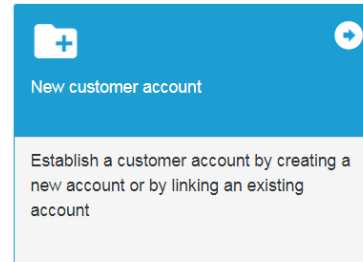 New customer account
Establish a customer account by creating a
new account or by linking an existing
account